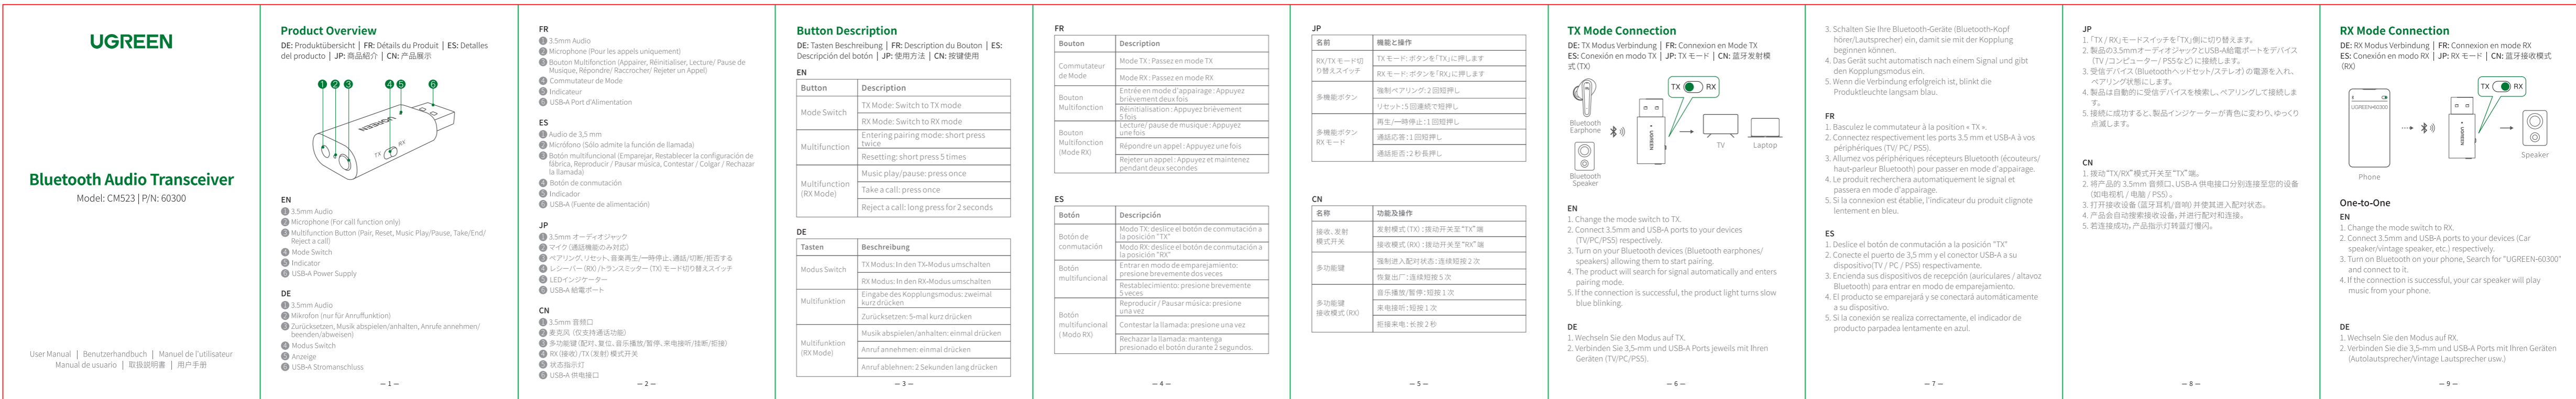 UGREEN
Bluetooth Audio Transceiver
Model: CM523 | P/N: 60300
User Manual | Benutzerhandbuch | Manuel de l'utilisateur
Manual de usuario | 取扱説明書 | 用户手册
Product Overview
DE: Produktübersicht | FR: Détails du Produit | ES: Detalles
del producto | JP: 商品紹介 | CN: 产品展示
1 2 3 4 5 6
UGREEN
TX RX
EN
1 3.5mm Audio
2 Microphone (For call function only)
3 Multifunction Button (Pair, Reset, Music Play/Pause, Take/End/
Reject a call)
4 Mode Switch
5 Indicator
6 USB-A Power Supply
DE
1 3.5mm Audio
2 Mikrofon (nur für Anruffunktion)
3 Zurücksetzen, Musik abspielen/anhalten, Anrufe annehmen/
beenden/abweisen)
4 Modus Switch
5 Anzeige
6 USB-A Stromanschluss
— 1 —
FR
1 3.5mm Audio
2 Microphone (Pour les appels uniquement)
3 Bouton Multifonction (Appairer, Réinitialiser, Lecture/ Pause de
Musique, Répondre/ Raccrocher/ Rejeter un Appel)
4 Commutateur de Mode
5 Indicateur
6 USB-A Port d'Alimentation
ES
1 Audio de 3,5 mm
2 Micrófono (Sólo admite la función de llamada)
3 Botón multifuncional (Emparejar, Restablecer la configuración de
fábrica, Reproducir / Pausar música, Contestar / Colgar / Rechazar
la llamada)
4 Botón de conmutación
5 Indicador
6 USB-A (Fuente de alimentación)
JP
1 3.5mm オーディオジャック
2 マイク（通話機能のみ対応）
3 ペアリング、リセット、音楽再生/一時停止、通話/切断/拒否する
4 レシーバー（RX）/トランスミッター（TX）モード切り替えスイッチ
5 LEDインジケーター
6 USB-A 給電ポート
CN
1 3.5mm 音频口
2 麦克风（仅支持通话功能）
3 多功能键（配对、复位、音乐播放/暂停、来电接听/挂断/拒接）
4 RX（接收）/TX（发射）模式开关
5 状态指示灯
6 USB-A 供电接口
— 2 —
Button Description
DE: Tasten Beschreibung | FR: Description du Bouton | ES:
Descripción del botón | JP: 使用方法 | CN: 按键使用
EN
Button Description
Mode Switch
TX Mode: Switch to TX mode
RX Mode: Switch to RX mode
Multifunction
Entering pairing mode: short press
twice
Resetting: short press 5 times
Multifunction
(RX Mode)
Music play/pause: press once
Take a call: press once
Reject a call: long press for 2 seconds
DE
Tasten Beschreibung
Modus Switch
TX Modus: In den TX-Modus umschalten
RX Modus: In den RX-Modus umschalten
Multifunktion
Eingabe des Kopplungsmodus: zweimal
kurz drücken
Zurücksetzen: 5-mal kurz drücken
Multifunktion
(RX Mode)
Musik abspielen/anhalten: einmal drücken
Anruf annehmen: einmal drücken
Anruf ablehnen: 2 Sekunden lang drücken
— 3 —
FR
Bouton Description
Commutateur
de Mode
Mode TX : Passez en mode TX
Mode RX : Passez en mode RX
Bouton
Multifonction
Entrée en mode d'appairage : Appuyez
brièvement deux fois
Réinitialisation : Appuyez brièvement
5 fois
Bouton
Multifonction
(Mode RX)
Lecture/ pause de musique : Appuyez
une fois
Répondre un appel : Appuyez une fois
Rejeter un appel : Appuyez et maintenez
pendant deux secondes
ES
Botón Descripción
Botón de
conmutación
Modo TX: deslice el botón de conmutación a
la posición "TX"
Modo RX: deslice el botón de conmutación a
la posición "RX"
Botón
multifuncional
Entrar en modo de emparejamiento:
presione brevemente dos veces
Restablecimiento: presione brevemente
5 veces
Botón
multifuncional
( Modo RX)
Reproducir / Pausar música: presione
una vez
Contestar la llamada: presione una vez
Rechazar la llamada: mantenga
presionado el botón durante 2 segundos.
— 4 —
JP
名前 機能と操作
RX/TX モード切
り替えスイッチ
TX モード：ボタンを「TX」に押します
RX モード：ボタンを「RX」に押します
多機能ボタン
強制ペアリング：2 回短押し
リセット：5 回連続で短押し
多機能ボタン
RX モード
再生/一時停止：1 回短押し
通話応答：1 回短押し
通話拒否：2 秒長押し
CN
名称 功能及操作
接收、发射
模式开关
发射模式 (TX)：拨动开关至“TX”端
接收模式 (RX)：拨动开关至“RX”端
多功能键
强制进入配对状态：连续短按 2 次
恢复出厂：连续短按 5 次
多功能键
接收模式 (RX)
音乐播放/暂停：短按 1 次
来电接听：短按 1 次
拒接来电：长按 2 秒
— 5 —
TX Mode Connection
DE: TX Modus Verbindung | FR: Connexion en Mode TX
ES: Conexión en modo TX | JP: TX モード | CN: 蓝牙发射模
式（TX）
TX RX
Bluetooth
Earphone
UGREEN
TV
Laptop
Bluetooth
Speaker
EN
1. Change the mode switch to TX.
2. Connect 3.5mm and USB-A ports to your devices
(TV/PC/PS5) respectively.
3. Turn on your Bluetooth devices (Bluetooth earphones/
speakers) allowing them to start pairing.
4. The product will search for signal automatically and enters
pairing mode.
5. If the connection is successful, the product light turns slow
blue blinking.
DE
1. Wechseln Sie den Modus auf TX.
2. Verbinden Sie 3,5-mm und USB-A Ports jeweils mit Ihren
Geräten (TV/PC/PS5).
— 6 —
3. Schalten Sie Ihre Bluetooth-Geräte (Bluetooth-Kopf
hörer/Lautsprecher) ein, damit sie mit der Kopplung
beginnen können.
4. Das Gerät sucht automatisch nach einem Signal und gibt
den Kopplungsmodus ein.
5. Wenn die Verbindung erfolgreich ist, blinkt die
Produktleuchte langsam blau.
FR
1. Basculez le commutateur à la position « TX ».
2. Connectez respectivement les ports 3.5 mm et USB-A à vos
périphériques (TV/ PC/ PS5).
3. Allumez vos périphériques récepteurs Bluetooth (écouteurs/
haut-parleur Bluetooth) pour passer en mode d'appairage.
4. Le produit recherchera automatiquement le signal et
passera en mode d'appairage.
5. Si la connexion est établie, l'indicateur du produit clignote
lentement en bleu.
ES
1. Deslice el botón de conmutación a la posición "TX"
2. Conecte el puerto de 3,5 mm y el conector USB-A a su
dispositivo(TV / PC / PS5) respectivamente.
3. Encienda sus dispositivos de recepción (auriculares / altavoz
Bluetooth) para entrar en modo de emparejamiento.
4. El producto se emparejará y se conectará automáticamente
a su dispositivo.
5. Si la conexión se realiza correctamente, el indicador de
producto parpadea lentamente en azul.
— 7 —
JP
1. 「TX / RX」モードスイッチを「TX」側に切り替えます。
2. 製品の3.5mmオーディオジャックとUSB-A給電ポートをデバイス
（TV /コンピューター/ PS5など）に接続します。
3. 受信デバイス（Bluetoothヘッドセット/ステレオ）の電源を入れ、
ペアリング状態にします。
4. 製品は自動的に受信デバイスを検索し、ペアリングして接続しま
す。
5. 接続に成功すると、製品インジケーターが青色に変わり、ゆっくり
点滅します。
CN
1. 拨动“TX/RX”模式开关至“TX”端。
2. 将产品的 3.5mm 音频口、USB-A 供电接口分别连接至您的设备
（如电视机 / 电脑 / PS5）。
3. 打开接收设备（蓝牙耳机/音响）并使其进入配对状态。
4. 产品会自动搜索接收设备，并进行配对和连接。
5. 若连接成功，产品指示灯转蓝灯慢闪。
— 8 —
RX Mode Connection
DE: RX Modus Verbindung | FR: Connexion en mode RX
ES: Conexión en modo RX | JP: RX モード | CN: 蓝牙接收模式
（RX）
TX RX
UGREEN-60300
UGREEN
Speaker
Phone
One-to-One
EN
1. Change the mode switch to RX.
2. Connect 3.5mm and USB-A ports to your devices (Car
speaker/vintage speaker, etc.) respectively.
3. Turn on Bluetooth on your phone, Search for "UGREEN-60300"
and connect to it.
4. If the connection is successful, your car speaker will play
music from your phone.
DE
1. Wechseln Sie den Modus auf RX.
2. Verbinden Sie die 3,5-mm und USB-A Ports mit Ihren Geräten
(Autolautsprecher/Vintage Lautsprecher usw.)
— 9 —